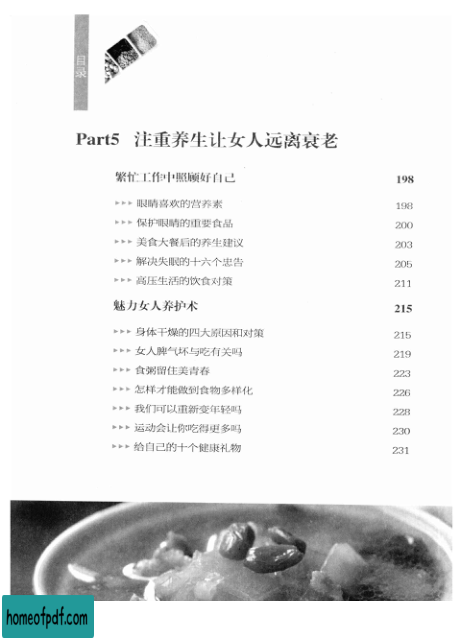 目录
Part5 注重养生让女人远离衰老
繁忙工作中照顾好自己 198
眼睛喜欢的营养素 198
保护眼睛的重要食品 200
美食大餐后的养生建议 203
解决失眠的十六个忠告 205
高压生活的饮食对策 211
魅力女人养护术 215
身体干燥的四大原因和对策 215
女人脾气坏与吃有关吗 219
食粥留住美青春 223
怎样才能做到食物多样化 226
我们可以重新变年轻吗 228
运动会让你吃得更多吗 230
给自己的十个健康礼物 231
homeofpdf.com